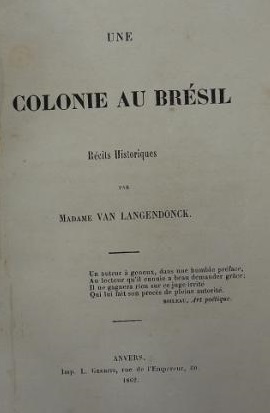 UNE
COLONIE AU BRÉSIL
Récits Historiques
PAR
MADAME VAN LANGENDONCK.
Un auteur à genoux, dans une humble préface,
Au lecteur qu'il ennuie a beau demander grâce;
Il ne gagnera rien sur ce juge irrité
Qui lui fait son procès de pleine autorité.
BOILEAU, Art poétique.
ANVERS,
Imp. L. rue de l'Empereur,
1862.